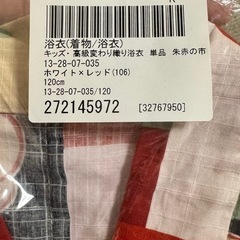 浴衣(着物/浴衣)
キッズ・高級変わり織り浴衣 単品 朱赤の市
13-28-07-035
ホワイト×レッド(106)
120cm
13-28-07-035/120
272145972 [32767950]